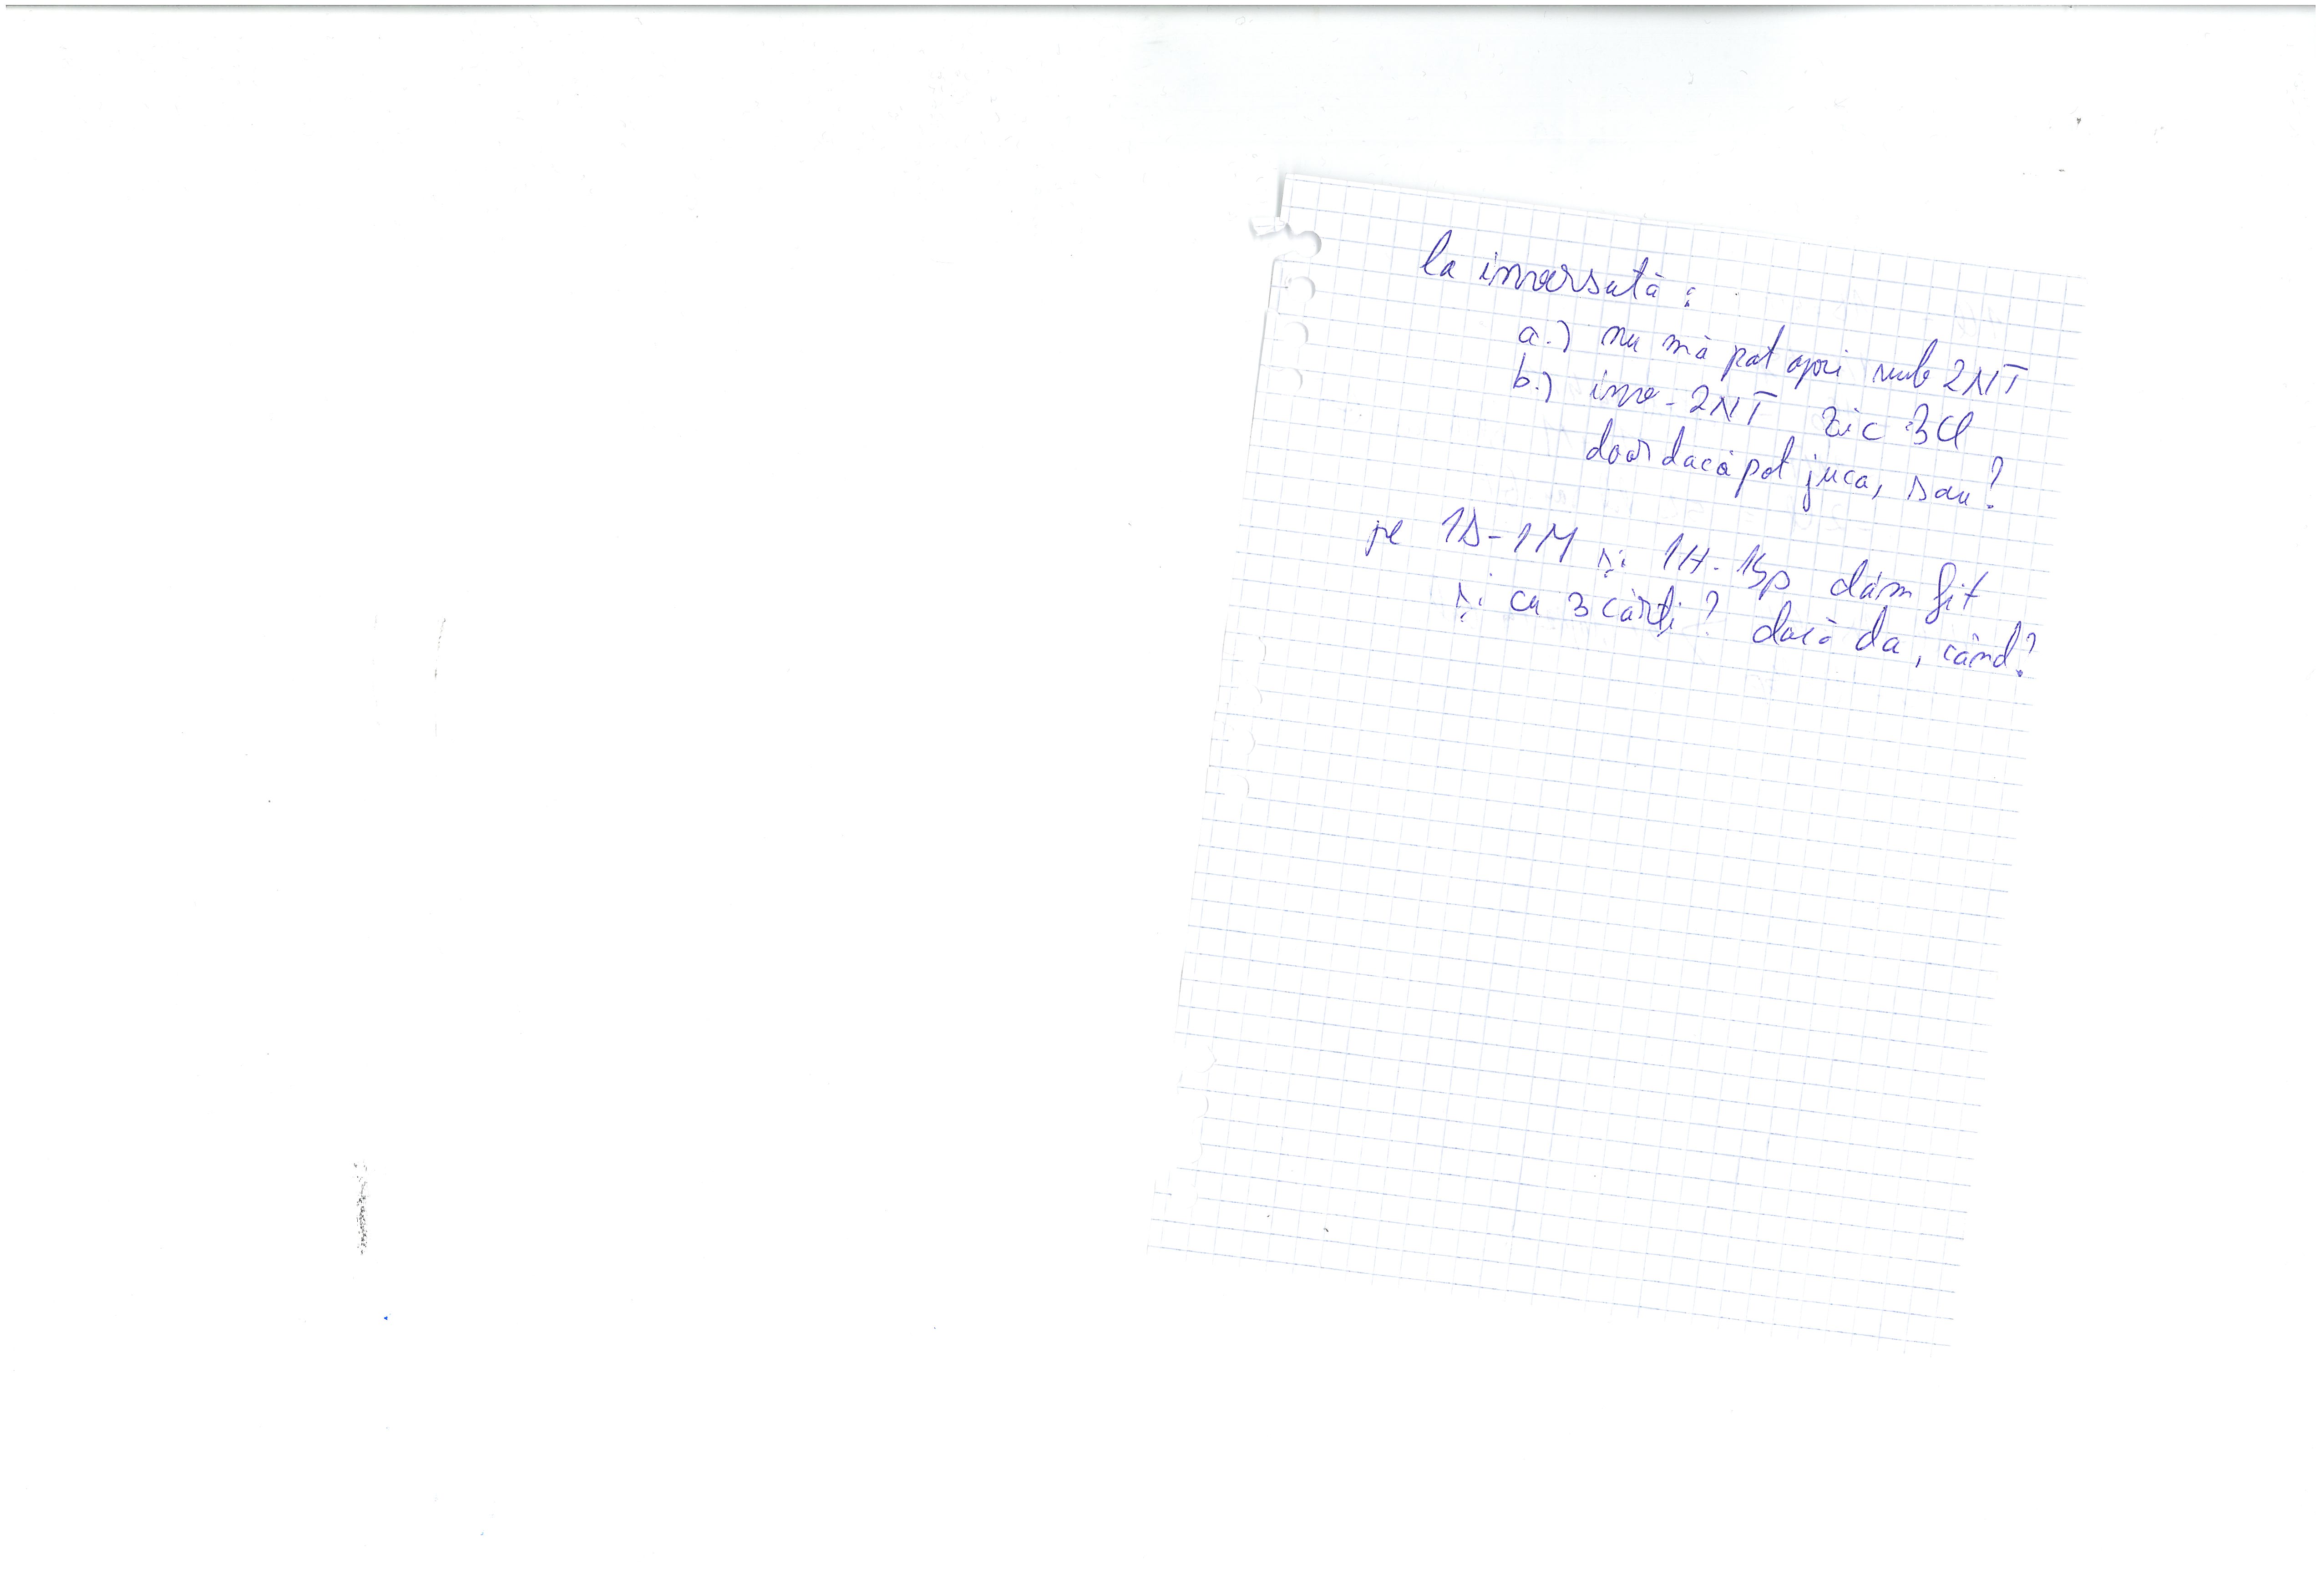 la inversată :
a.) nu mă pot opri sub 2NT
b.) inv - 2NT zic 3Cl
doar dacă pot juca, sau?
pe 1D - 1M și 1H - 1Sp dăm fit
și cu 3 cărți? dacă da, când?